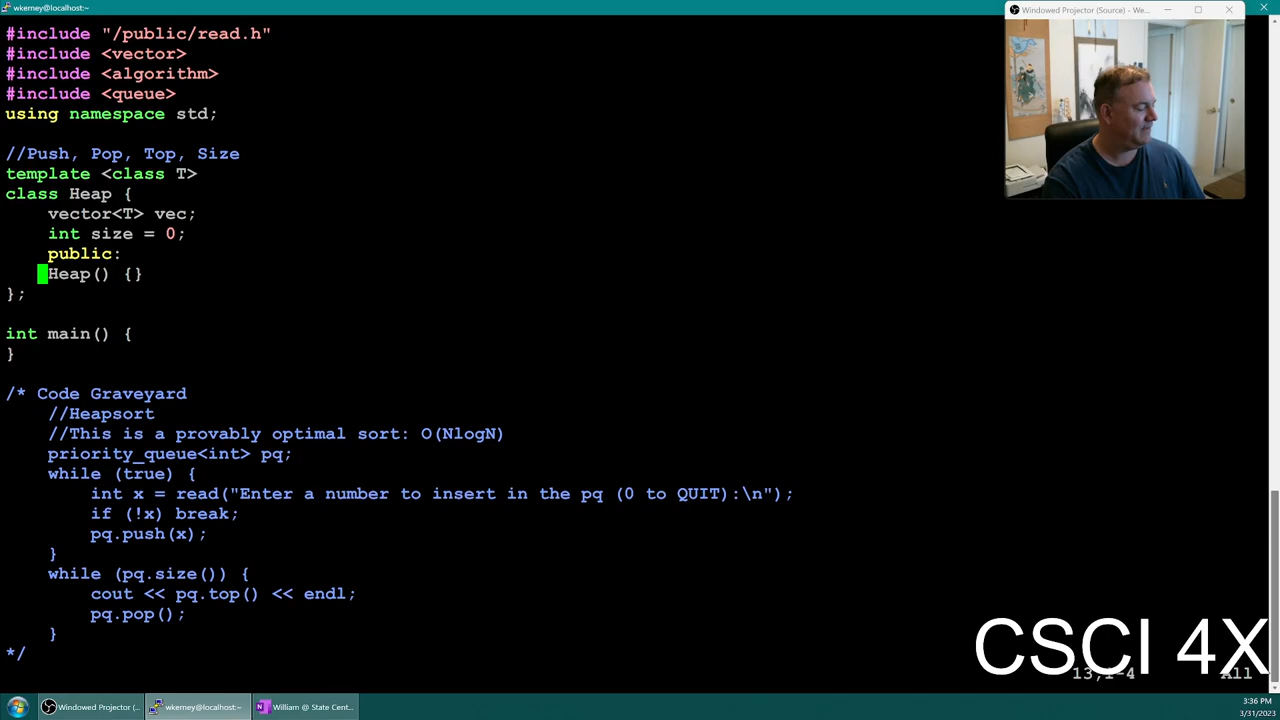 wkerney@localhost:~
#include "/public/read.h"
#include <vector>
#include <algorithm>
#include <queue>
using namespace std;
//Push, Pop, Top, Size
template <class T>
class Heap {
    vector<T> vec;
    int size = 0;
    public:
    Heap() {}
};
int main() {
}
/* Code Graveyard
    //Heapsort
    //This is a provably optimal sort: O(NlogN)
    priority_queue<int> pq;
    while (true) {
        int x = read("Enter a number to insert in the pq (0 to QUIT):\n");
        if (!x) break;
        pq.push(x);
    }
    while (pq.size()) {
        cout << pq.top() << endl;
        pq.pop();
    }
*/
Windowed Projector (Source) - We...
CSCI 4X
13,1-4 All
Windowed Projector (...
wkerney@localhost:~
William @ State Cent...
3:36 PM
3/31/2023